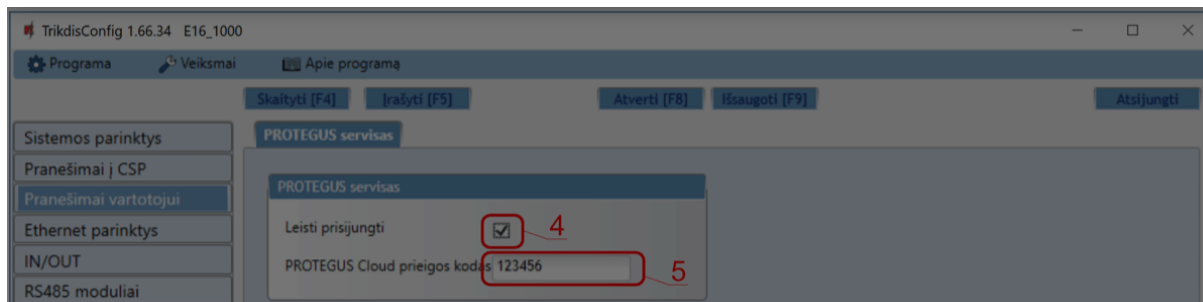 TrikdisConfig 1.66.34 E16_1000
Programa Veiksmai Apie programą
Skaityti [F4] Įrašyti [F5] Atverti [F8] Išsaugoti [F9] Atsijungti
Sistemos parinktys
Pranešimai į CSP
Pranešimai vartotojui
Ethernet parinktys
IN/OUT
RS485 moduliai
PROTEGUS servisas
PROTEGUS servisas
Leisti prisijungti 4
PROTEGUS Cloud prieigos kodas 123456 5